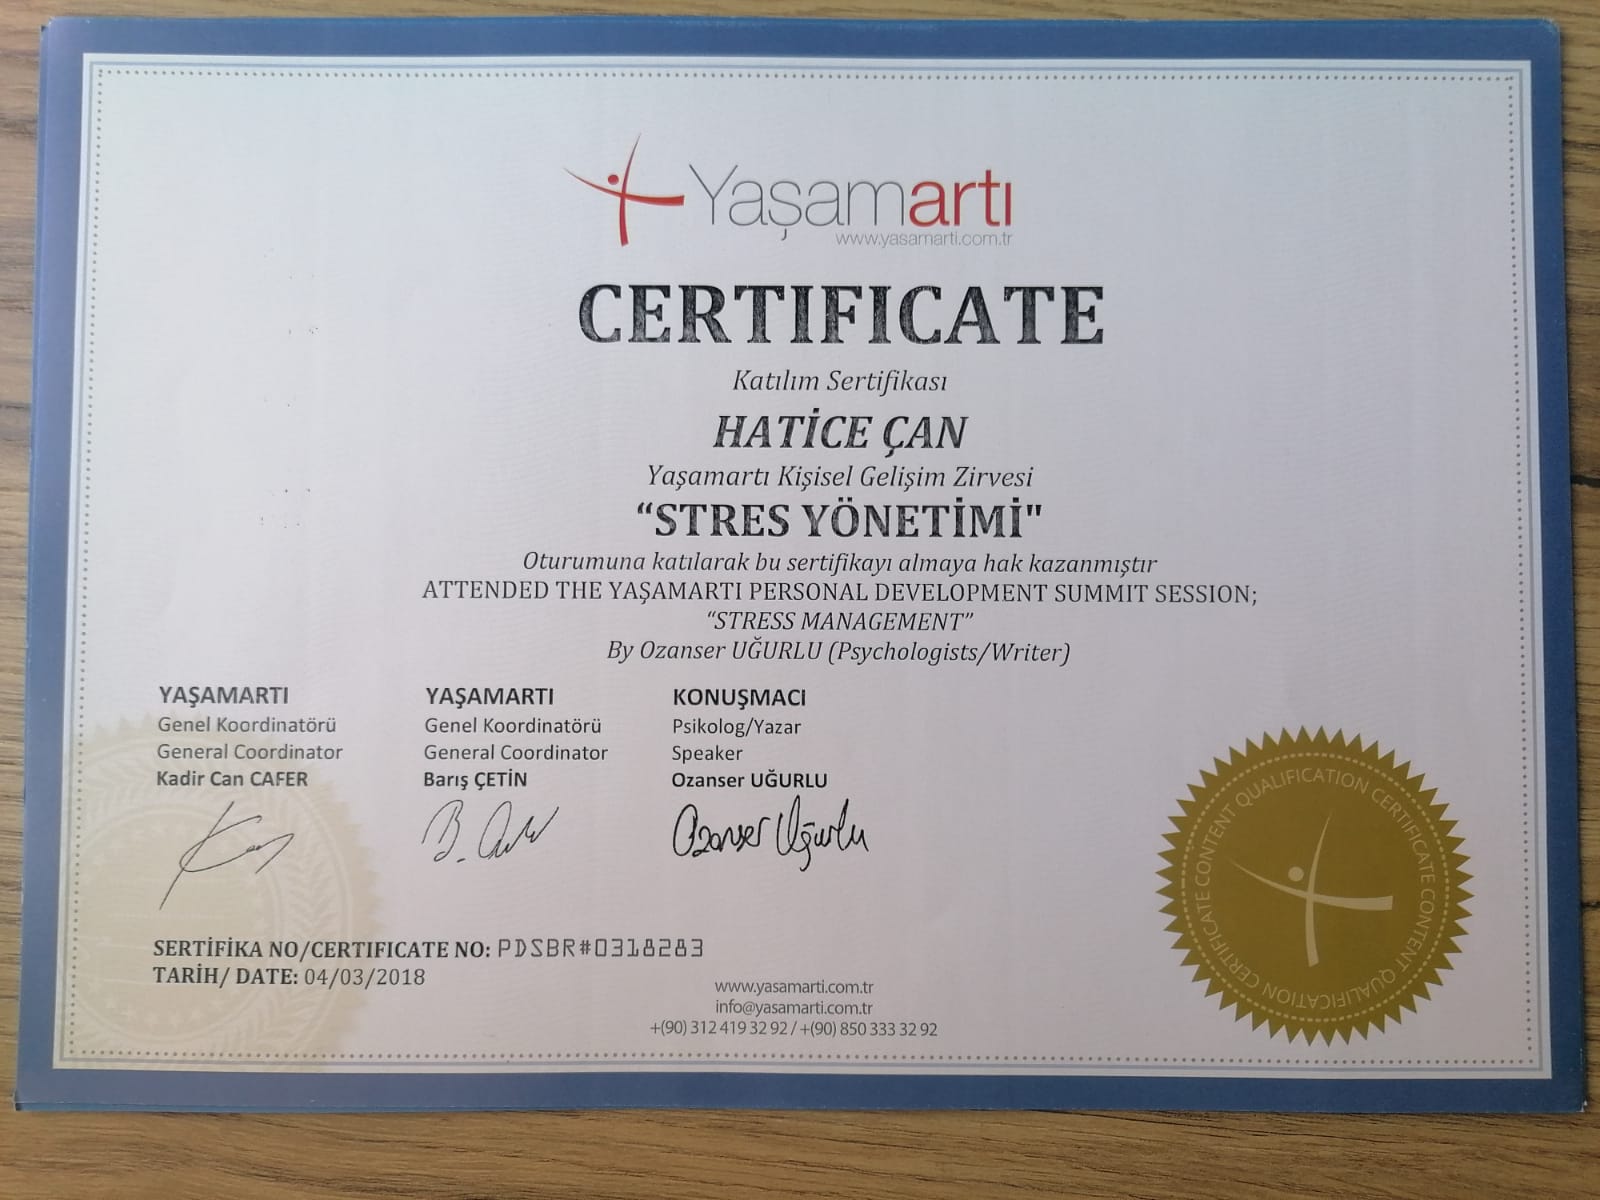 Yaşamartı
www.yasamarti.com.tr
CERTIFICATE
Katılım Sertifikası
HATİCE ÇAN
Yaşamartı Kişisel Gelişim Zirvesi
“STRES YÖNETİMİ"
Oturumuna katılarak bu sertifikayı almaya hak kazanmıştır
ATTENDED THE YAŞAMARTI PERSONAL DEVELOPMENT SUMMIT SESSION;
“STRESS MANAGEMENT”
By Ozanser UĞURLU (Psychologists/Writer)
YAŞAMARTI
Genel Koordinatörü
General Coordinator
Kadir Can CAFER
YAŞAMARTI
Genel Koordinatörü
General Coordinator
Barış ÇETİN
KONUŞMACI
Psikolog/Yazar
Speaker
Ozanser UĞURLU
Ozanser Uğurlu
SERTİFİKA NO/CERTIFICATE NO: PDSBR#0318283
TARİH/ DATE: 04/03/2018
www.yasamarti.com.tr
info@yasamarti.com.tr
+(90) 312 419 32 92 / +(90) 850 333 32 92
CERTIFICATE CONTENT QUALIFICATION CERTIFICATE CONTENT QUALIFICATION